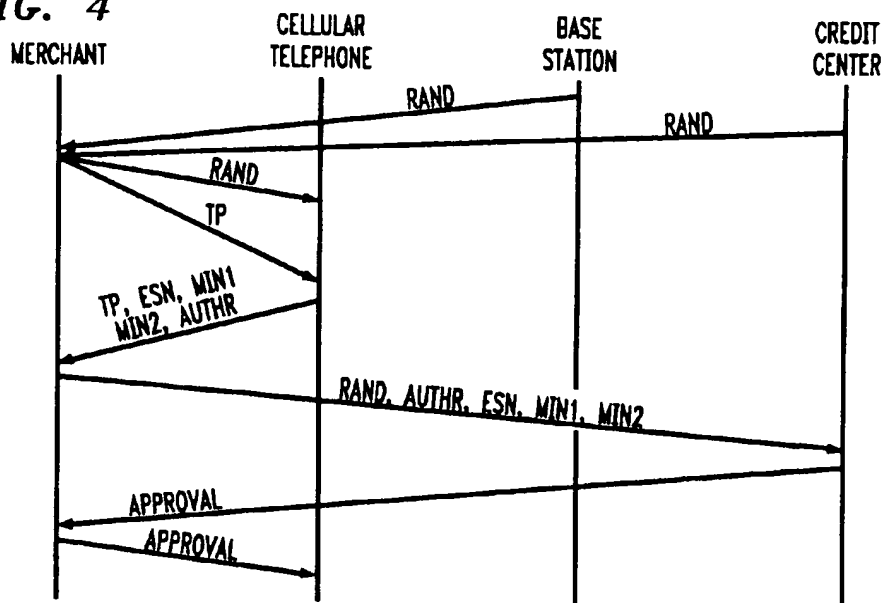 FIG. 4
MERCHANT
CELLULAR
TELEPHONE
BASE
STATION
CREDIT
CENTER
RAND
RAND
RAND
TP
TP, ESN, MIN1
MIN2, AUTHR
RAND, AUTHR, ESN, MIN1, MIN2
APPROVAL
APPROVAL